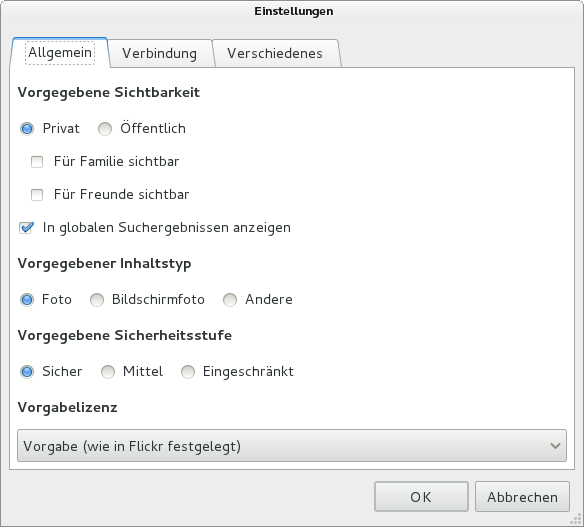 Einstellungen
Allgemein Verbindung Verschiedenes
Vorgegebene Sichtbarkeit
Privat Öffentlich
Für Familie sichtbar
Für Freunde sichtbar
In globalen Suchergebnissen anzeigen
Vorgegebener Inhaltstyp
Foto Bildschirmfoto Andere
Vorgegebene Sicherheitsstufe
Sicher Mittel Eingeschränkt
Vorgabelizenz
Vorgabe (wie in Flickr festgelegt)
OK Abbrechen